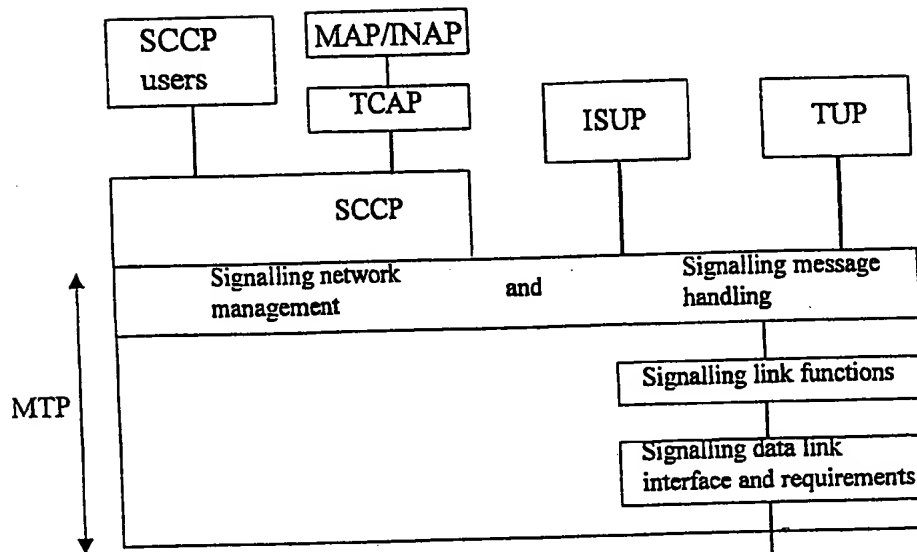 SCCP
users
MAP/INAP
TCAP
ISUP
TUP
SCCP
Signalling network
management
and
Signalling message
handling
MTP
Signalling link functions
Signalling data link
interface and requirements